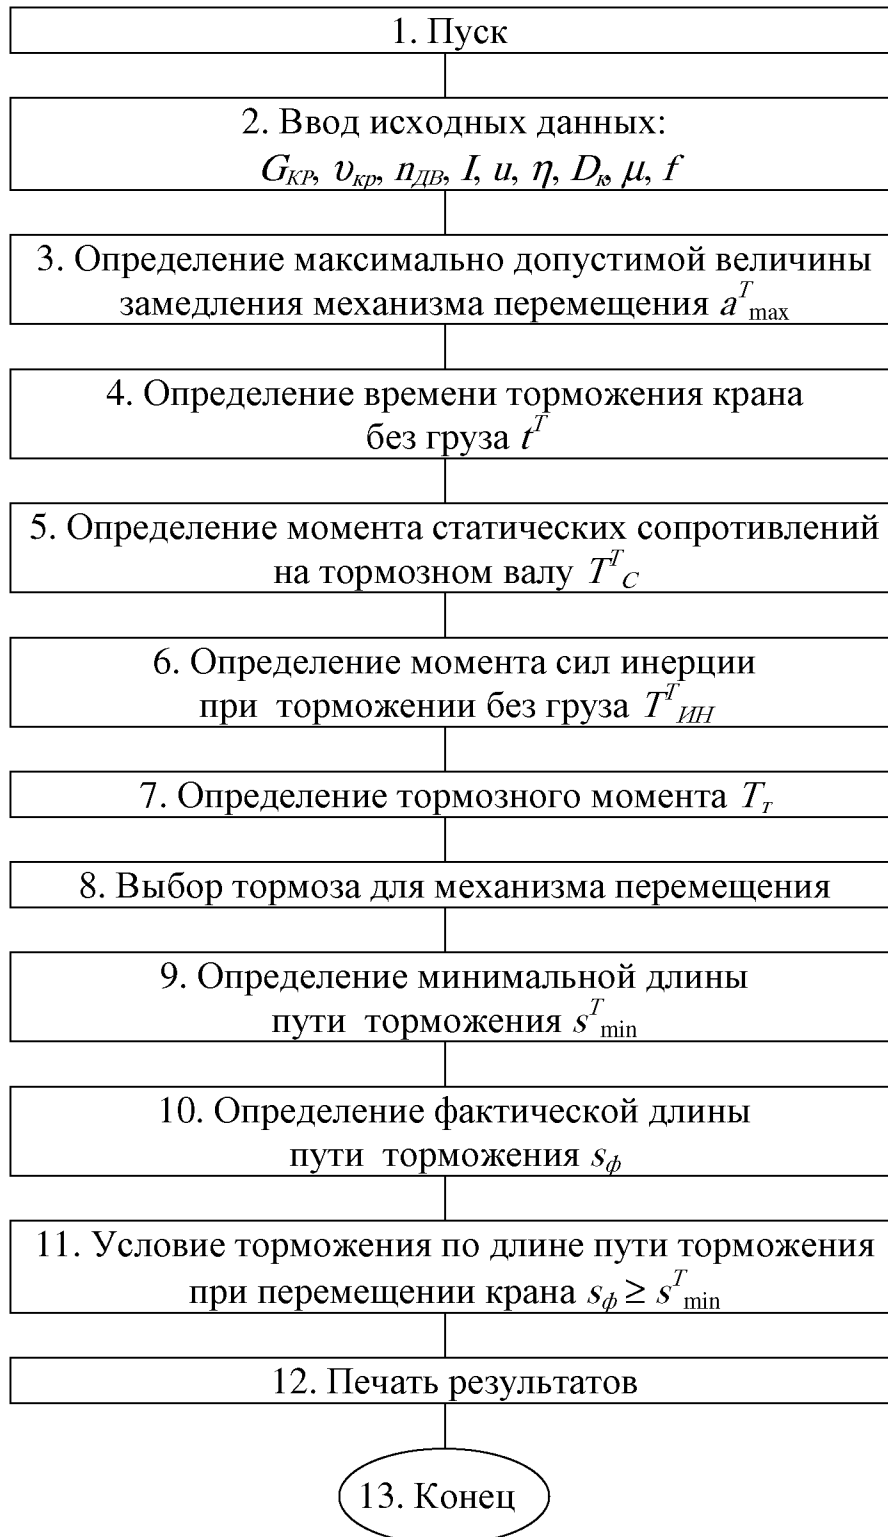 1. Пуск
2. Ввод исходных данных:
G_КР, υ_кр, n_ДВ, I, u, η, D_к, μ, f
3. Определение максимально допустимой величины
замедления механизма перемещения a^T_max
4. Определение времени торможения крана
без груза t^T
5. Определение момента статических сопротивлений
на тормозном валу T^T_C
6. Определение момента сил инерции
при торможении без груза T^T_ИН
7. Определение тормозного момента T_т
8. Выбор тормоза для механизма перемещения
9. Определение минимальной длины
пути торможения s^T_min
10. Определение фактической длины
пути торможения s_ф
11. Условие торможения по длине пути торможения
при перемещении крана s_ф ≥ s^T_min
12. Печать результатов
13. Конец